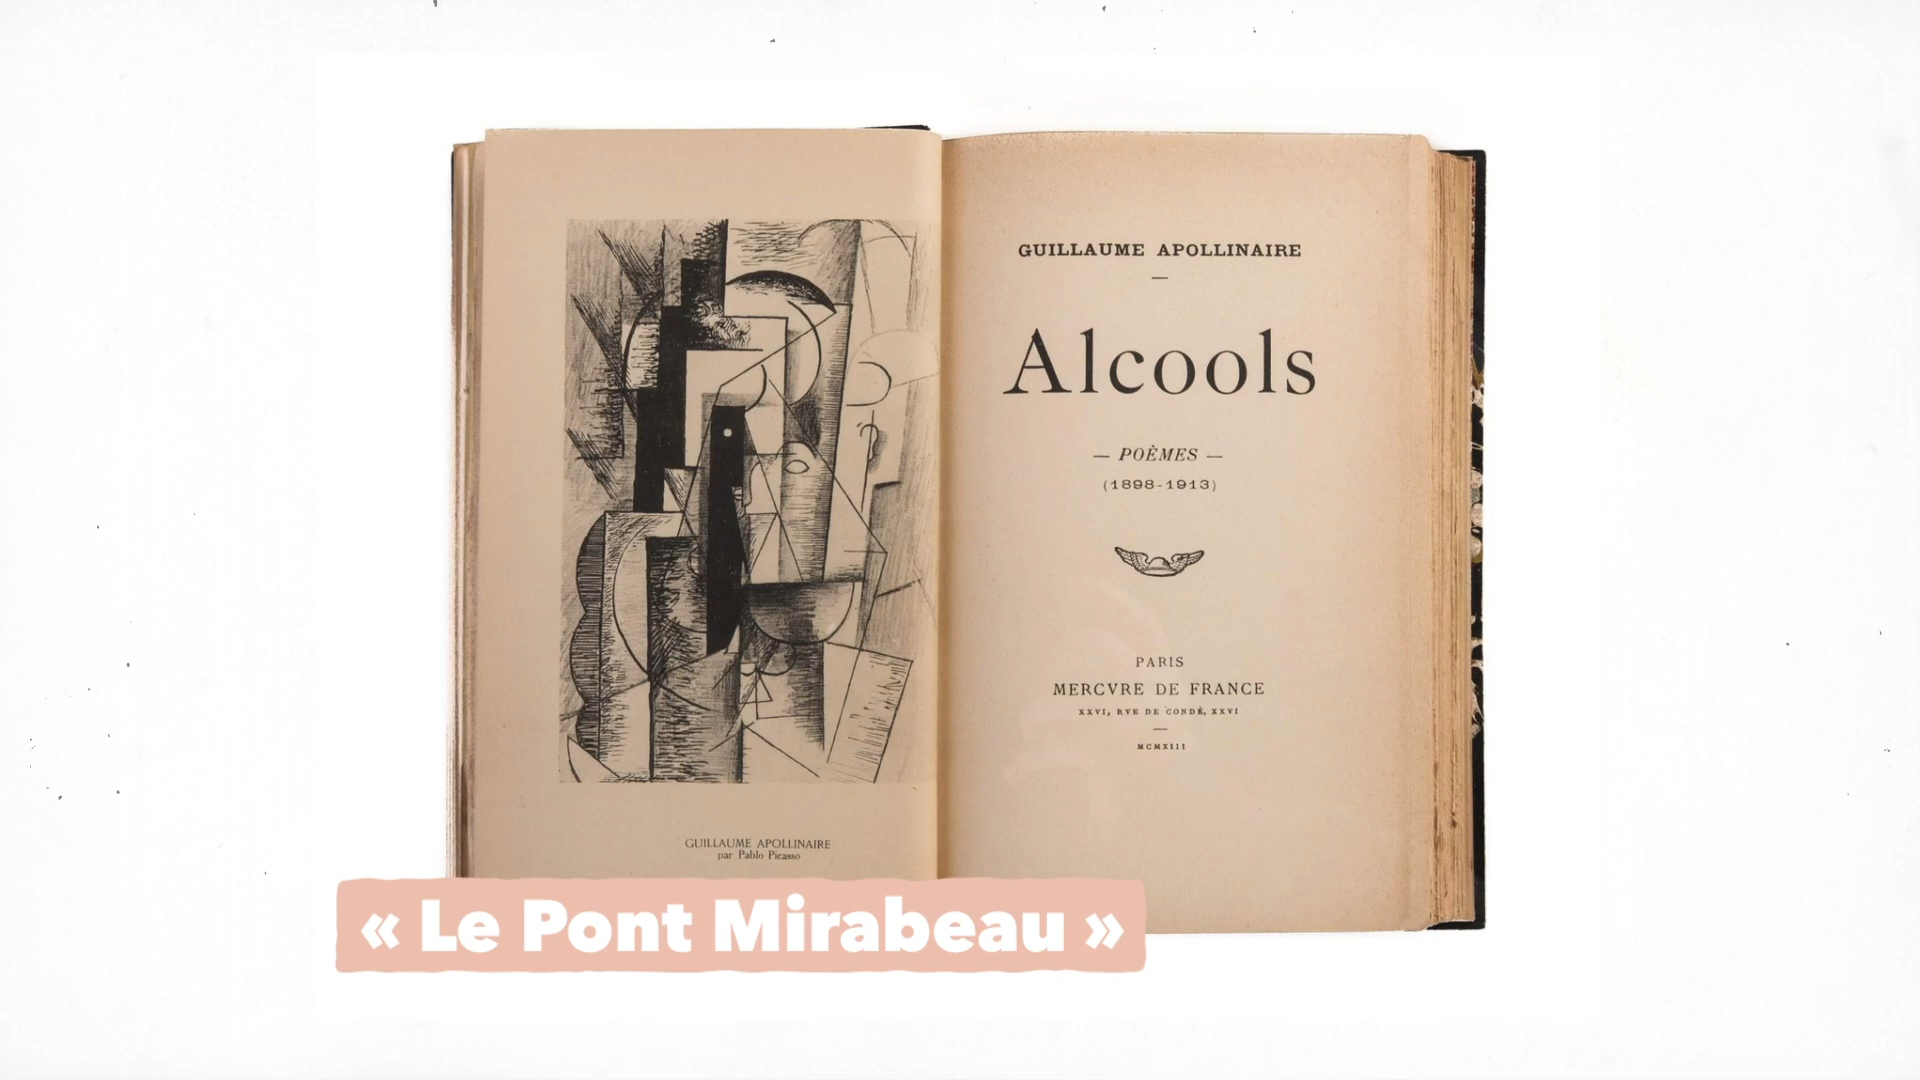 GUILLAUME APOLLINAIRE
par Pablo Picasso
GUILLAUME APOLLINAIRE
—
Alcools
— POÈMES —
(1898-1913)
PARIS
MERCVRE DE FRANCE
XXVI, RVE DE CONDÉ, XXVI
—
MCMXIII
« Le Pont Mirabeau »